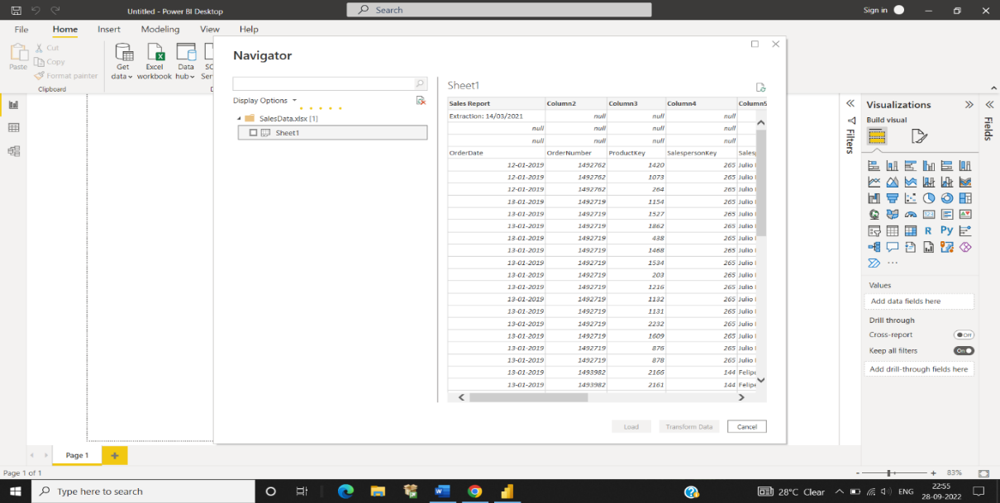 Untitled - Power BI Desktop
Search
Sign in
File Home Insert Modeling View Help
Paste
Cut
Copy
Format painter
Clipboard
Get data
Excel workbook
Data hub
Navigator
Display Options
SalesData.xlsx [1]
Sheet1
Sheet1
Sales Report Column2 Column3 Column4 Column5
Extraction: 14/03/2021 null null null
null null null null
null null null null
OrderDate OrderNumber ProductKey SalespersonKey Salesp
12-01-2019 1492762 1420 265 Julio
12-01-2019 1492762 1073 265 Julio
12-01-2019 1492762 264 265 Julio
13-01-2019 1492719 1154 265 Julio
13-01-2019 1492719 1527 265 Julio
13-01-2019 1492719 1862 265 Julio
13-01-2019 1492719 438 265 Julio
13-01-2019 1492719 1468 265 Julio
13-01-2019 1492719 1534 265 Julio
13-01-2019 1492719 203 265 Julio
13-01-2019 1492719 1216 265 Julio
13-01-2019 1492719 1132 265 Julio
13-01-2019 1492719 1131 265 Julio
13-01-2019 1492719 2232 265 Julio
13-01-2019 1492719 1609 265 Julio
13-01-2019 1492719 876 265 Julio
13-01-2019 1492719 878 265 Julio
13-01-2019 1493982 2166 144 Felipe
13-01-2019 1493982 2161 144 Felipe
Load Transform Data Cancel
Filters
Visualizations
Build visual
R Py
Values
Add data fields here
Drill through
Cross-report Off
Keep all filters On
Add drill-through fields here
Fields
Page 1
Page 1 of 1
83%
Type here to search
28°C Clear
ENG
22:55
28-09-2022